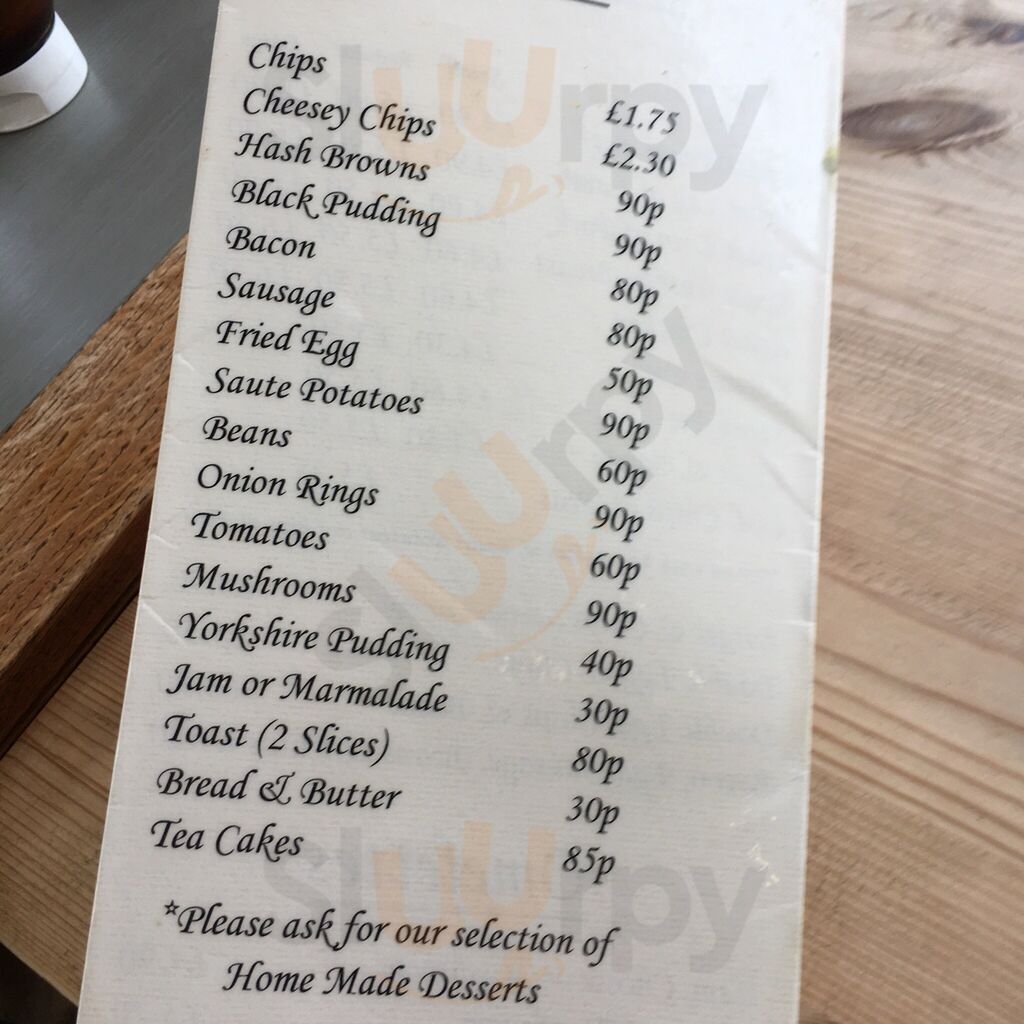 Chips £1.75
Cheesey Chips £2.30
Hash Browns 90p
Black Pudding 90p
Bacon 80p
Sausage 80p
Fried Egg 50p
Saute Potatoes 90p
Beans 60p
Onion Rings 90p
Tomatoes 60p
Mushrooms 90p
Yorkshire Pudding 40p
Jam or Marmalade 30p
Toast (2 Slices) 80p
Bread & Butter 30p
Tea Cakes 85p
*Please ask for our selection of
Home Made Desserts
sluurpy
sluurpy
sluurpy